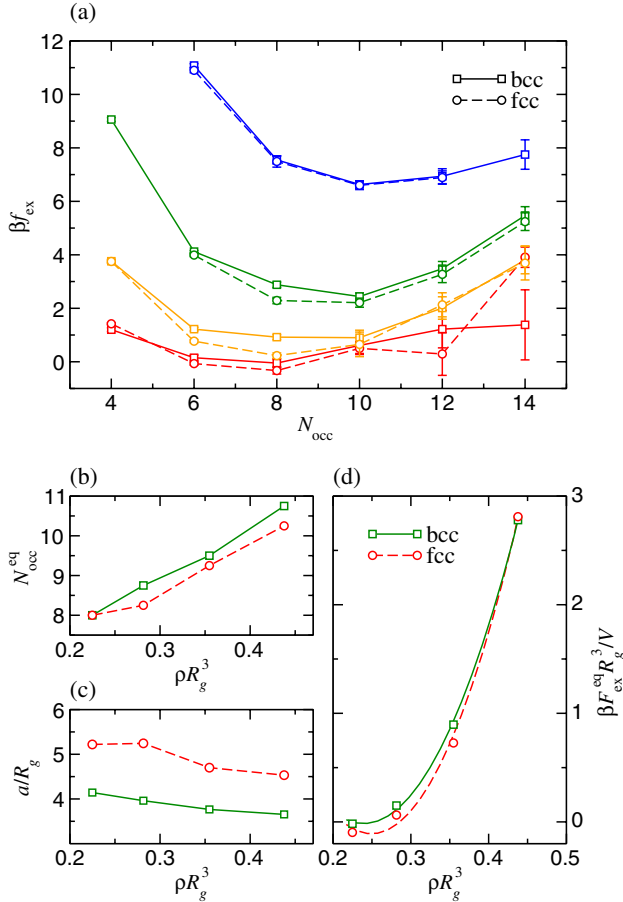 (a)
12
10
8
6
4
2
0
βf_ex
bcc
fcc
4 6 8 10 12 14
N_occ
(b)
11
10
9
8
N_occ^eq
0.2 0.3 0.4
ρR_g^3
(c)
6
5
4
a/R_g
0.2 0.3 0.4
ρR_g^3
(d)
bcc
fcc
3
2
1
0
βF_ex^eq R_g^3/V
0.2 0.3 0.4 0.5
ρR_g^3